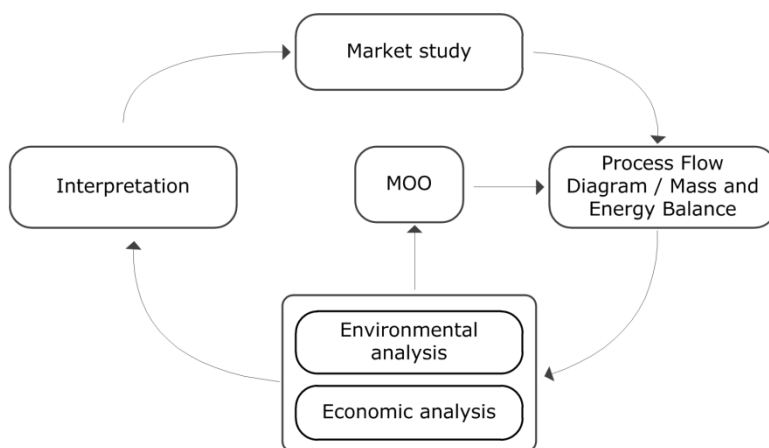 Market study
Interpretation
MOO
Process Flow
Diagram / Mass and
Energy Balance
Environmental
analysis
Economic analysis